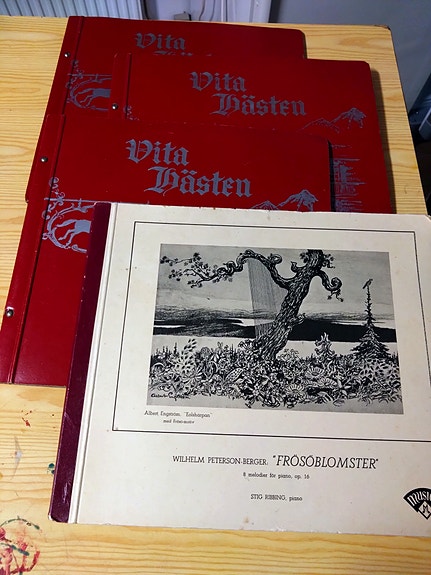 Vita
Hästen
Vita
Hästen
Vita
Hästen
Albert Engström: "Eolsharpan"
med Frösö-motiv
WILHELM PETERSON-BERGER: "FRÖSÖBLOMSTER"
8 melodier för piano, op. 16
STIG RIBBING, piano